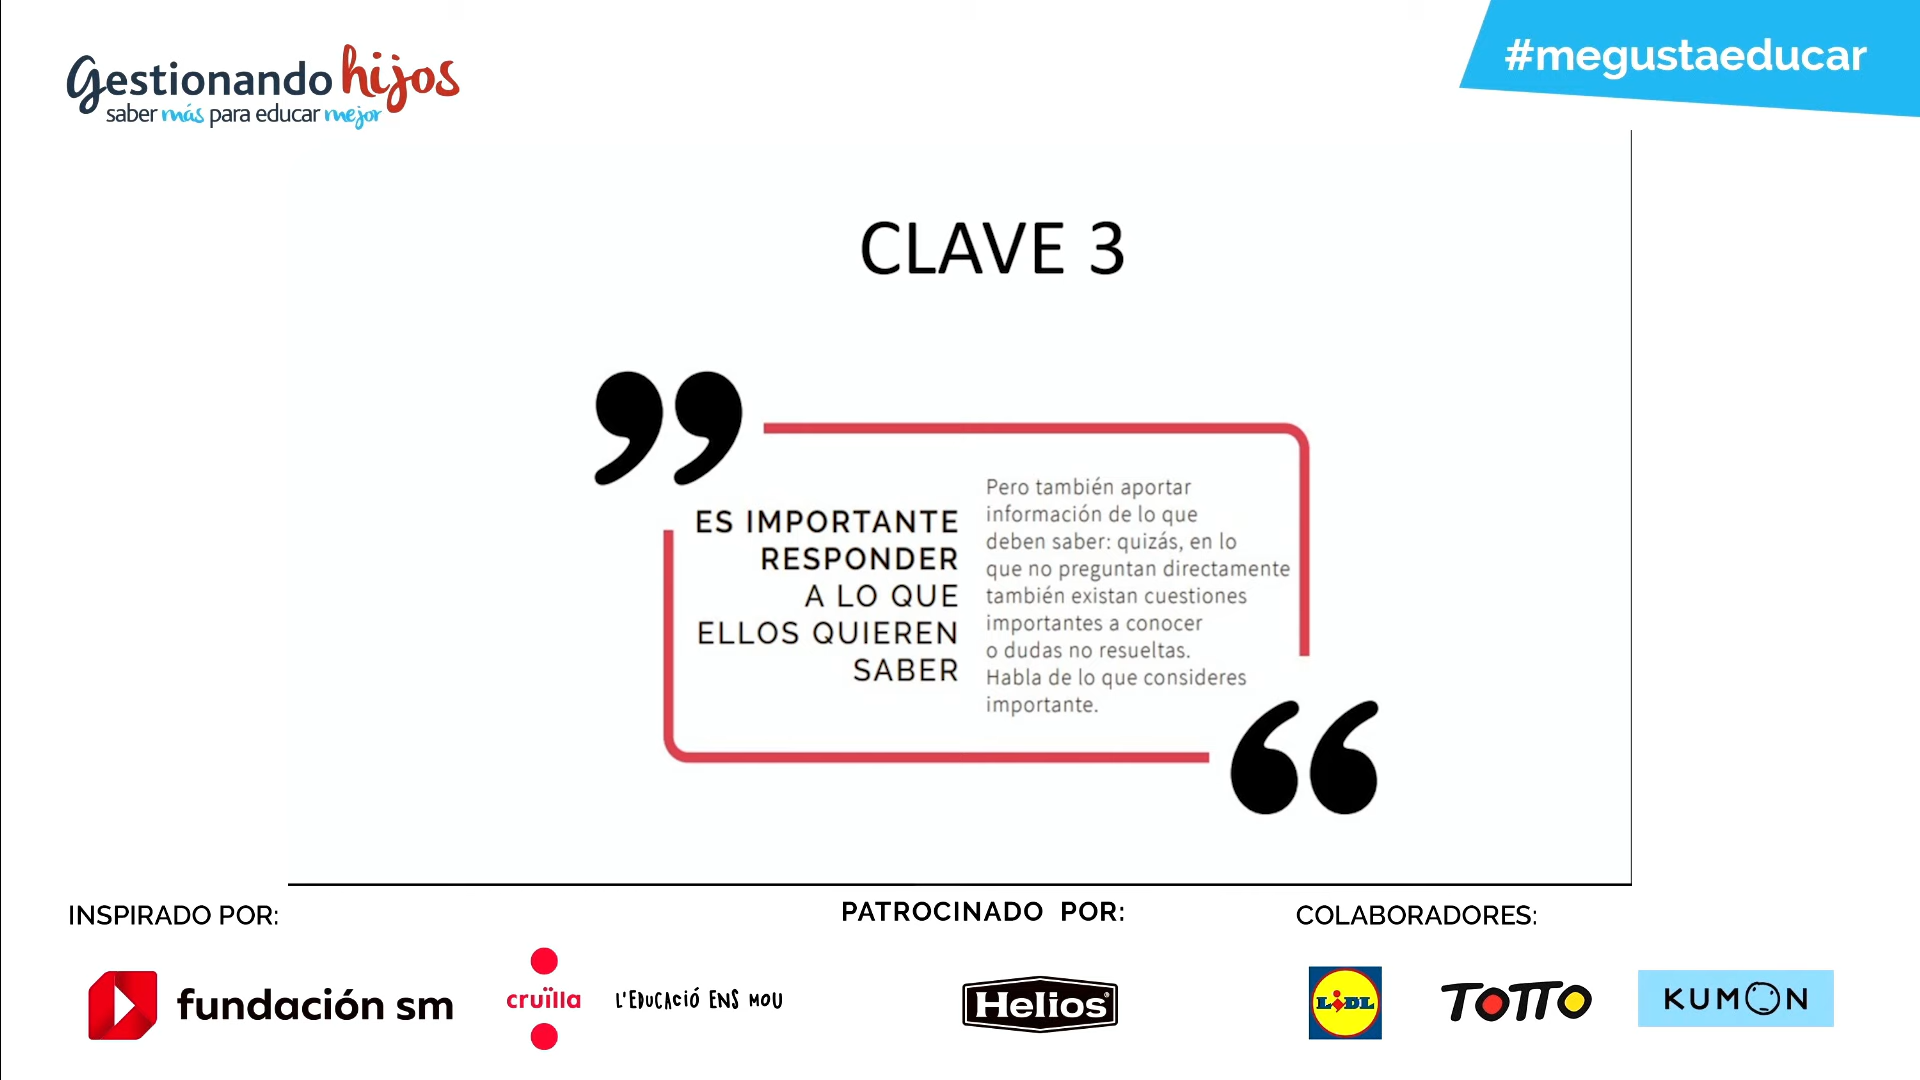 Gestionando hijos
saber más para educar mejor
#megustaeducar
CLAVE 3
ES IMPORTANTE
RESPONDER
A LO QUE
ELLOS QUIEREN
SABER
Pero también aportar
información de lo que
deben saber: quizás, en lo
que no preguntan directamente
también existan cuestiones
importantes a conocer
o dudas no resueltas.
Habla de lo que consideres
importante.
INSPIRADO POR:
fundación sm
cruïlla
L'EDUCACIÓ ENS MOU
PATROCINADO POR:
Helios
COLABORADORES:
LIDL
TOTTO
KUMON